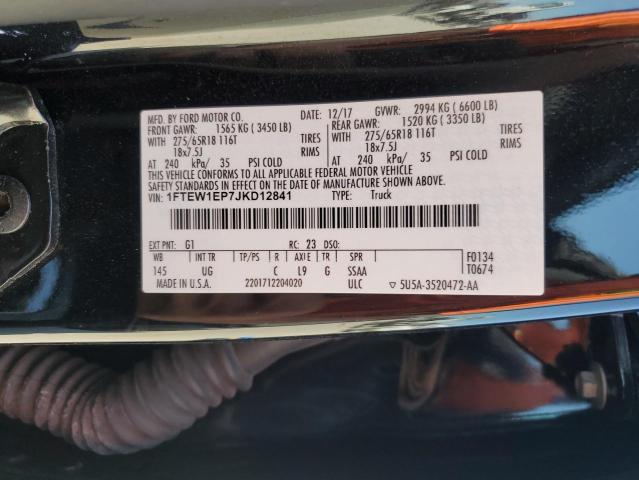 MFD. BY FORD MOTOR CO. 12/17 GVWR: 2994 KG ( 6600 LB)
FRONT GAWR: 1565 KG ( 3450 LB) REAR GAWR: 1520 KG ( 3350 LB)
WITH 275/65R18 116T TIRES WITH 275/65R18 116T TIRES
18x7.5J RIMS 18x7.5J RIMS
AT 240 kPa/ 35 PSI COLD AT 240 kPa/ 35 PSI COLD
THIS VEHICLE CONFORMS TO ALL APPLICABLE FEDERAL MOTOR VEHICLE
SAFETY AND THEFT PREVENTION STANDARDS IN EFFECT ON THE DATE OF
MANUFACTURE SHOWN ABOVE.
VIN: 1FTEW1EP7JKD12841 TYPE: Truck
EXT PNT: G1 RC: 23 DSO: F0134
WB INT TR TP/PS R AXLE TR SPR T0674
145 UG C L9 G SSAA
MADE IN U.S.A. 2201712204020 ULC ▽ 5U5A-3520472-AA